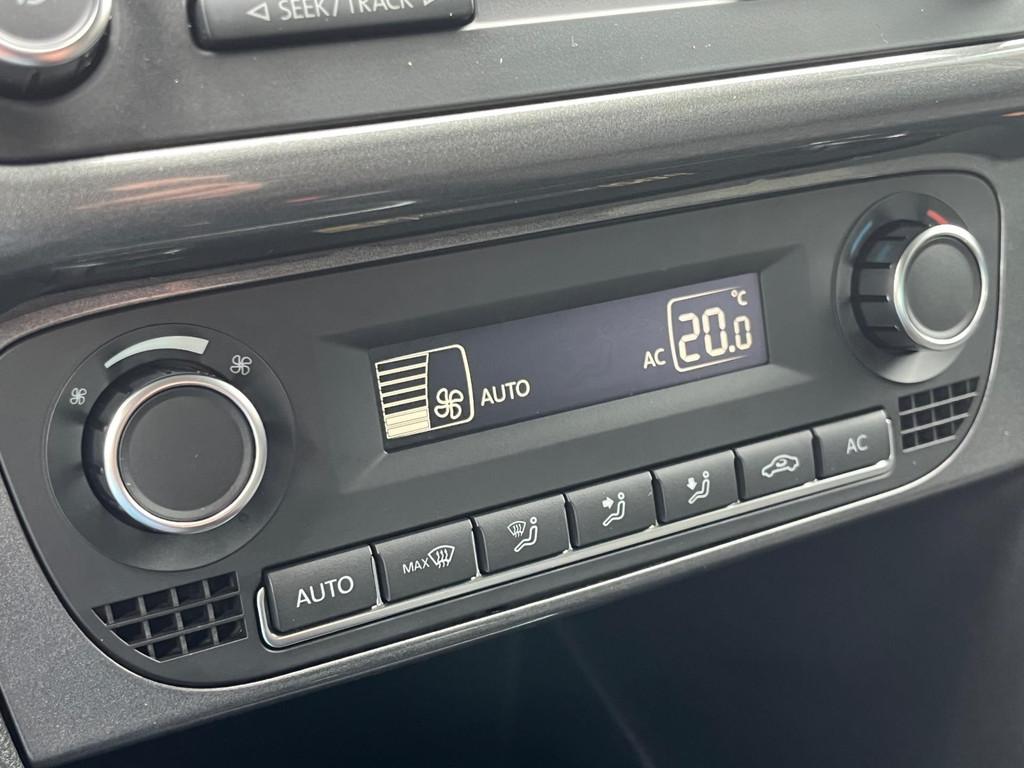 SEEK / TRACK
°C
AUTO
AC 20.0
AUTO
MAX
AC